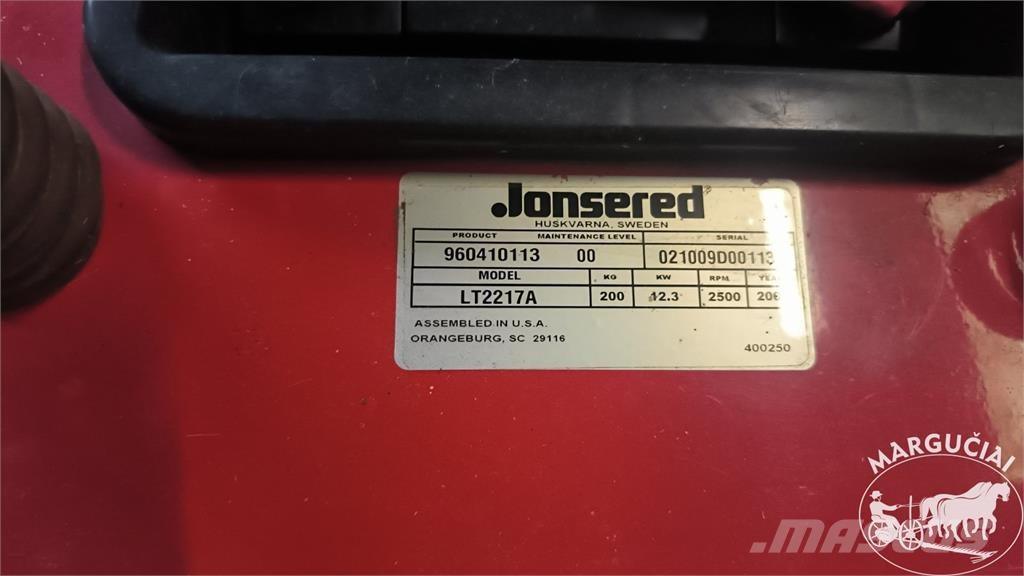 Jonsered
HUSKVARNA, SWEDEN
PRODUCT MAINTENANCE LEVEL SERIAL
960410113 00
MODEL KG KW RPM
LT2217A 200 12.3 2500
ASSEMBLED IN U.S.A.
ORANGEBURG, SC 29116
400250
MARGUČIAI